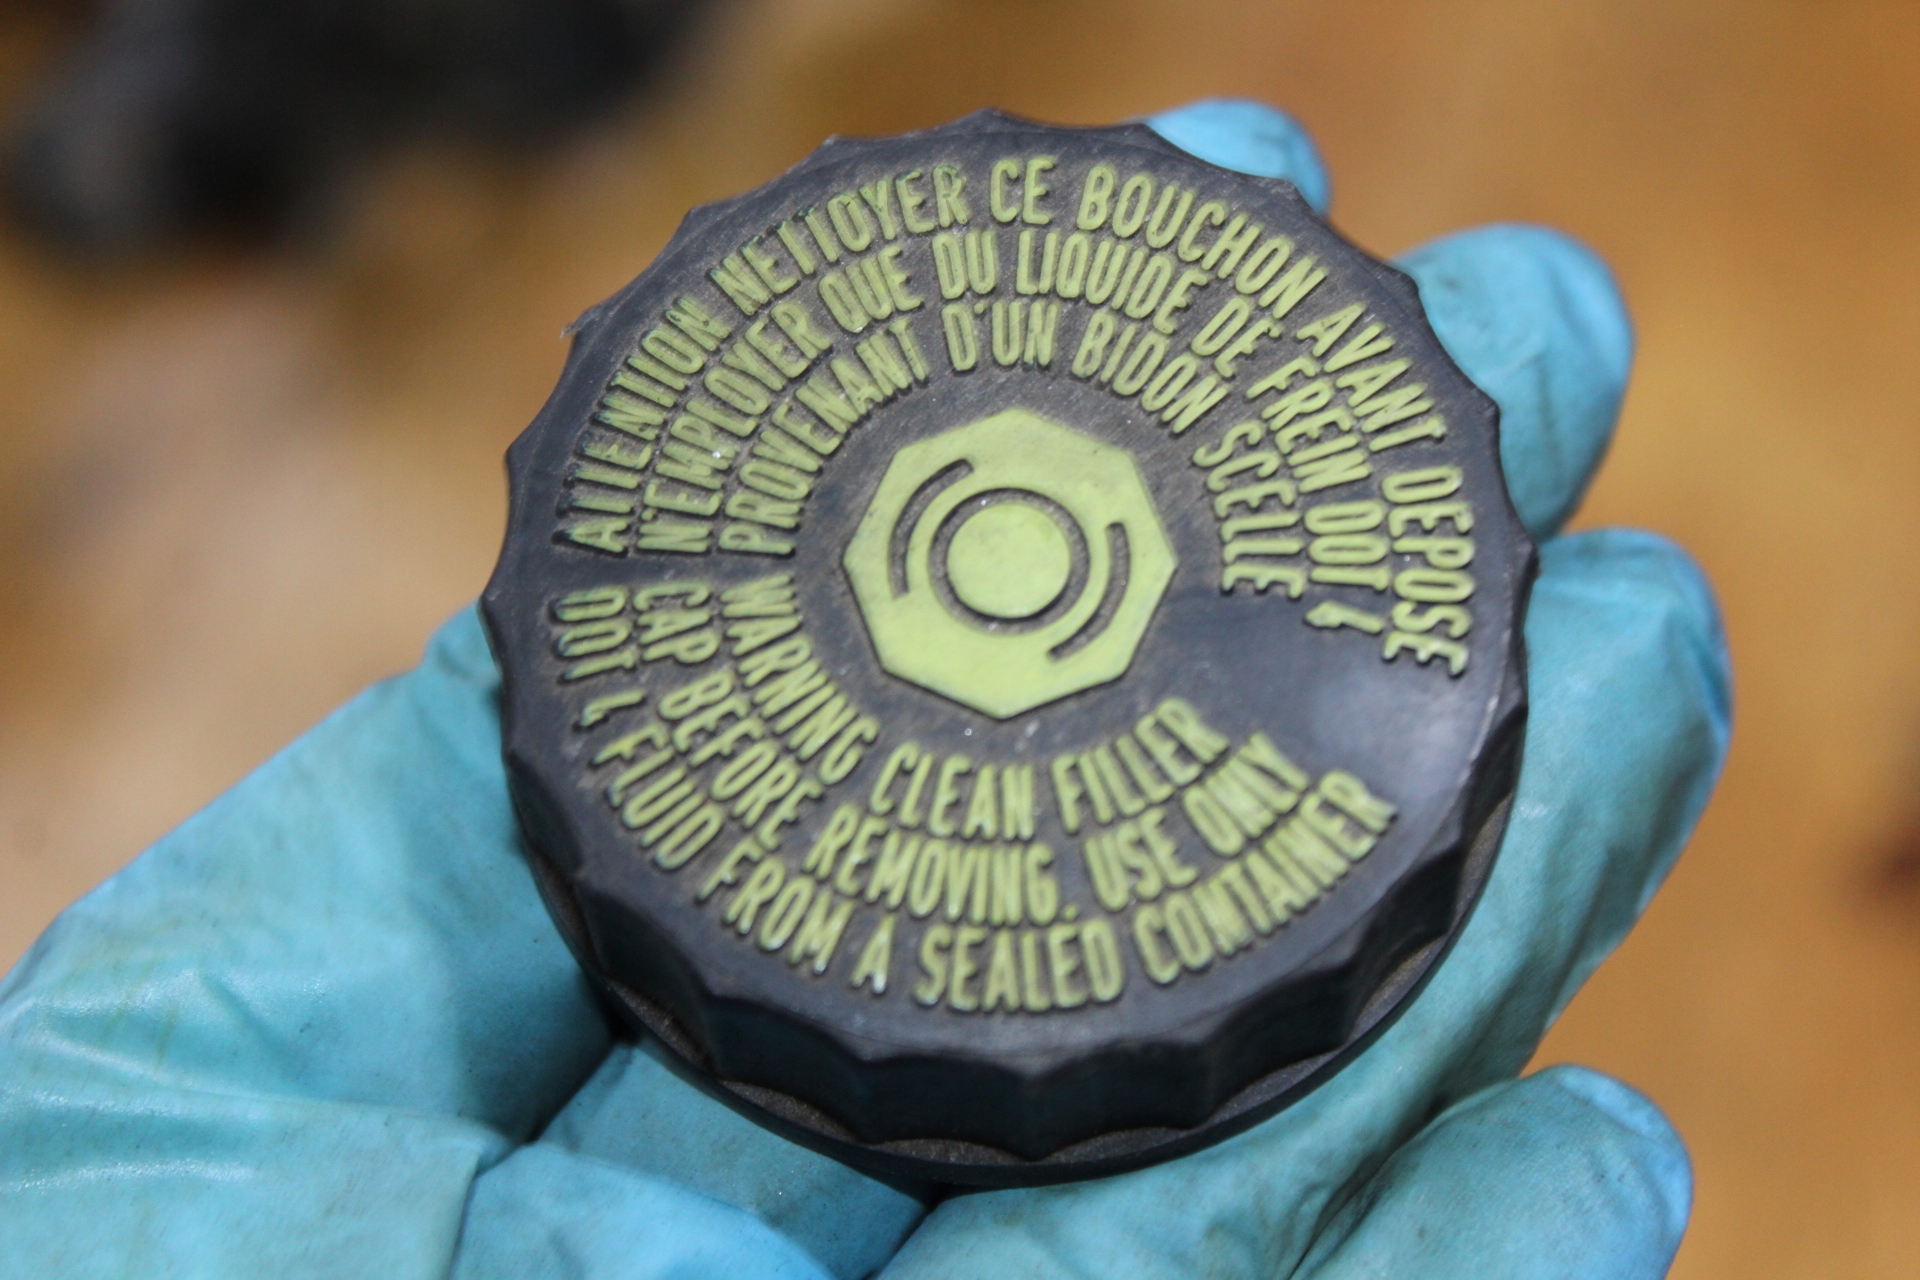 ATTENTION NETTOYER CE BOUCHON AVANT DEPOSE
N'EMPLOYER QUE DU LIQUIDE DE FREIN DOT 4
PROVENANT D'UN BIDON SCELLE
WARNING CLEAN FILLER
CAP BEFORE REMOVING. USE ONLY
DOT 4 FLUID FROM A SEALED CONTAINER